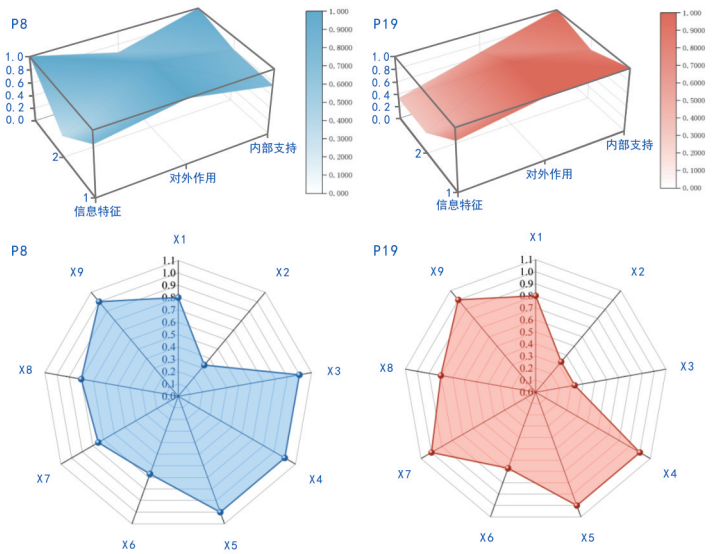 P8
1.0
0.8
0.6
0.4
0.2
0.0
2
1
信息特征
对外作用
内部支持
1.000
0.9000
0.8000
0.7000
0.6000
0.5000
0.4000
0.3000
0.2000
0.1000
0.000
P19
1.0
0.8
0.6
0.4
0.2
0.0
2
1
信息特征
对外作用
内部支持
1.000
0.9000
0.8000
0.7000
0.6000
0.5000
0.4000
0.3000
0.2000
0.1000
0.000
P8
X1
X2
X3
X4
X5
X6
X7
X8
X9
1.1
1.0
0.9
0.8
0.7
0.6
0.5
0.4
0.3
0.2
0.1
0.0
P19
X1
X2
X3
X4
X5
X6
X7
X8
X9
1.1
1.0
0.9
0.8
0.7
0.6
0.5
0.4
0.3
0.2
0.1
0.0